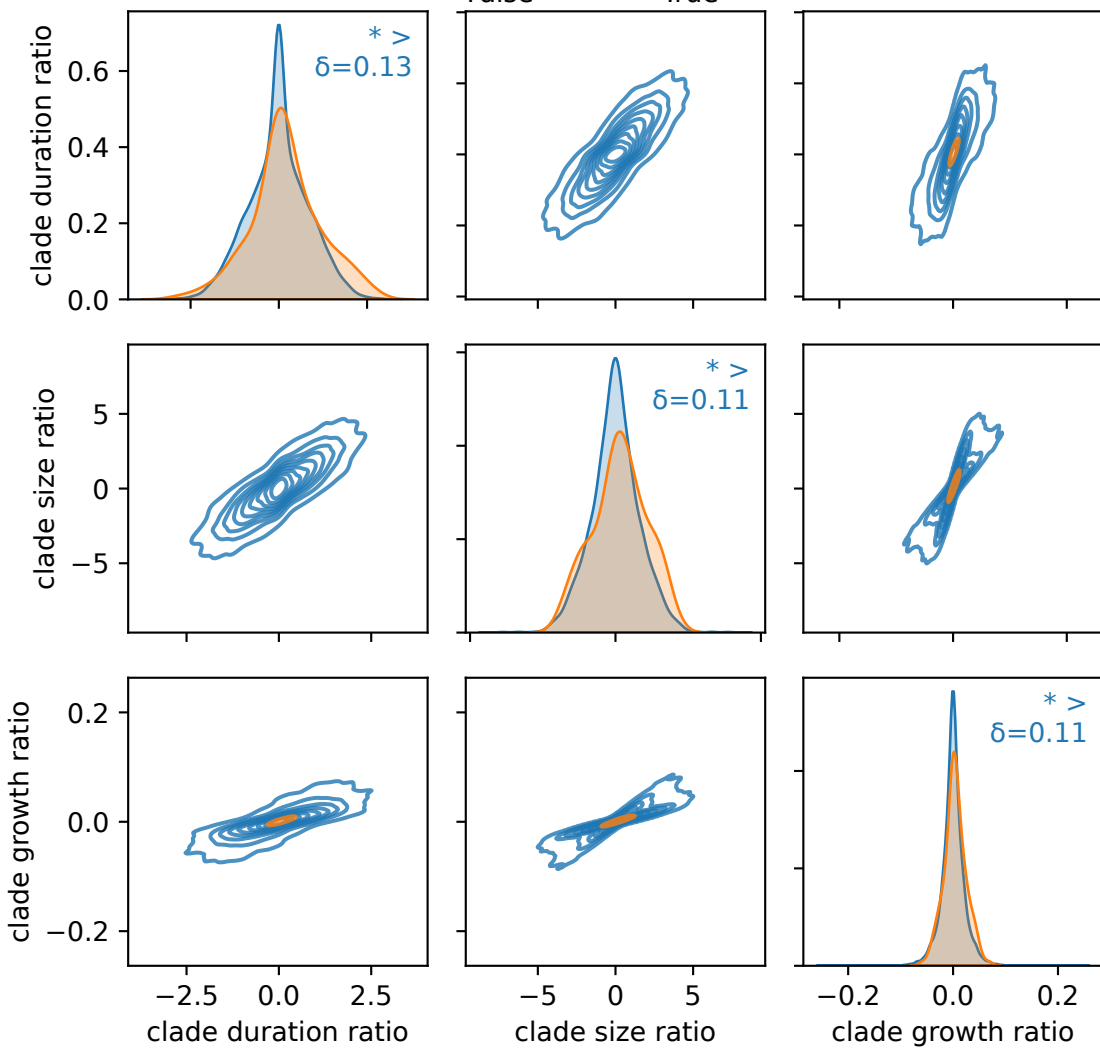 * >
δ=0.13
0.6
0.4
0.2
0.0
clade duration ratio
* >
δ=0.11
5
0
−5
clade size ratio
* >
δ=0.11
0.2
0.0
−0.2
clade growth ratio
−2.5 0.0 2.5
−5 0 5
−0.2 0.0 0.2
clade duration ratio
clade size ratio
clade growth ratio